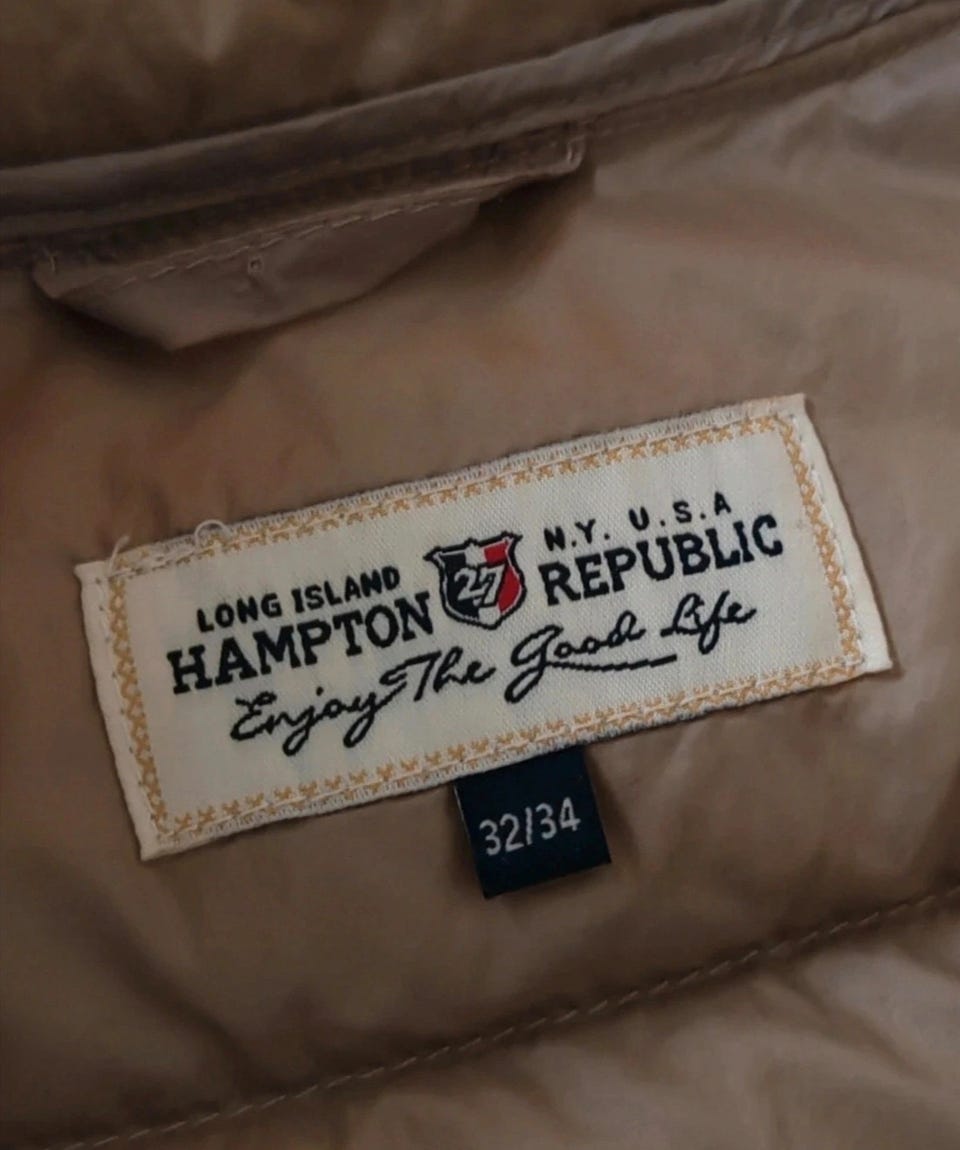 LONG ISLAND 27 N.Y. U.S.A
HAMPTON REPUBLIC
Enjoy The Good Life
32/34